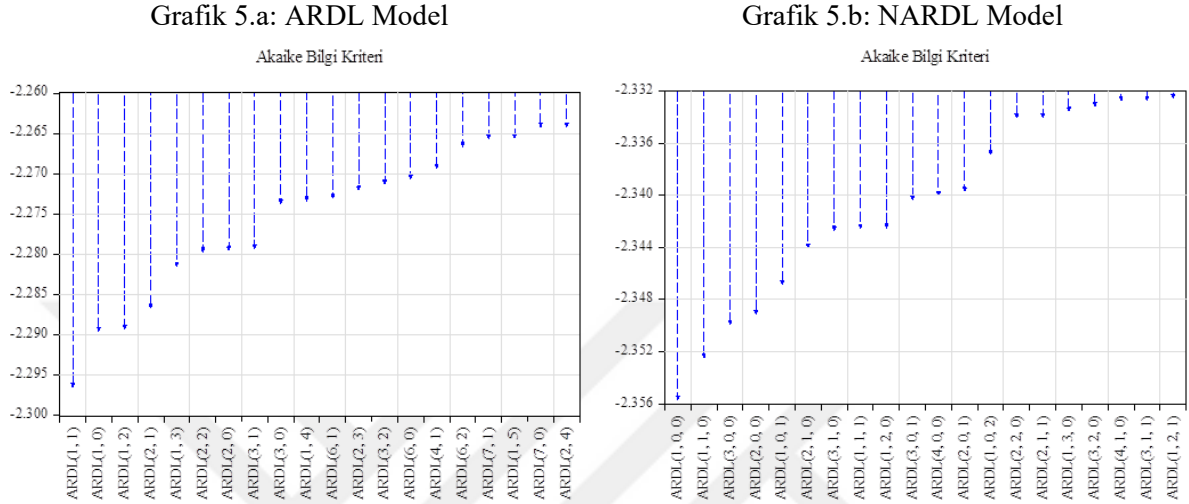 Grafik 5.a: ARDL Model
Akaike Bilgi Kriteri
-2.260
-2.265
-2.270
-2.275
-2.280
-2.285
-2.290
-2.295
-2.300
ARDL(1, 1)
ARDL(1, 0)
ARDL(1, 2)
ARDL(2, 1)
ARDL(1, 3)
ARDL(2, 2)
ARDL(2, 0)
ARDL(3, 1)
ARDL(3, 0)
ARDL(1, 4)
ARDL(6, 1)
ARDL(2, 3)
ARDL(3, 2)
ARDL(6, 0)
ARDL(4, 1)
ARDL(6, 2)
ARDL(7, 1)
ARDL(1, 5)
ARDL(7, 0)
ARDL(2, 4)
Grafik 5.b: NARDL Model
Akaike Bilgi Kriteri
-2.332
-2.336
-2.340
-2.344
-2.348
-2.352
-2.356
ARDL(1, 0, 0)
ARDL(1, 1, 0)
ARDL(3, 0, 0)
ARDL(2, 0, 0)
ARDL(1, 0, 1)
ARDL(2, 1, 0)
ARDL(3, 1, 0)
ARDL(1, 1, 1)
ARDL(1, 2, 0)
ARDL(3, 0, 1)
ARDL(4, 0, 0)
ARDL(2, 0, 1)
ARDL(1, 0, 2)
ARDL(2, 2, 0)
ARDL(2, 1, 1)
ARDL(1, 3, 0)
ARDL(3, 2, 0)
ARDL(4, 1, 0)
ARDL(3, 1, 1)
ARDL(1, 2, 1)